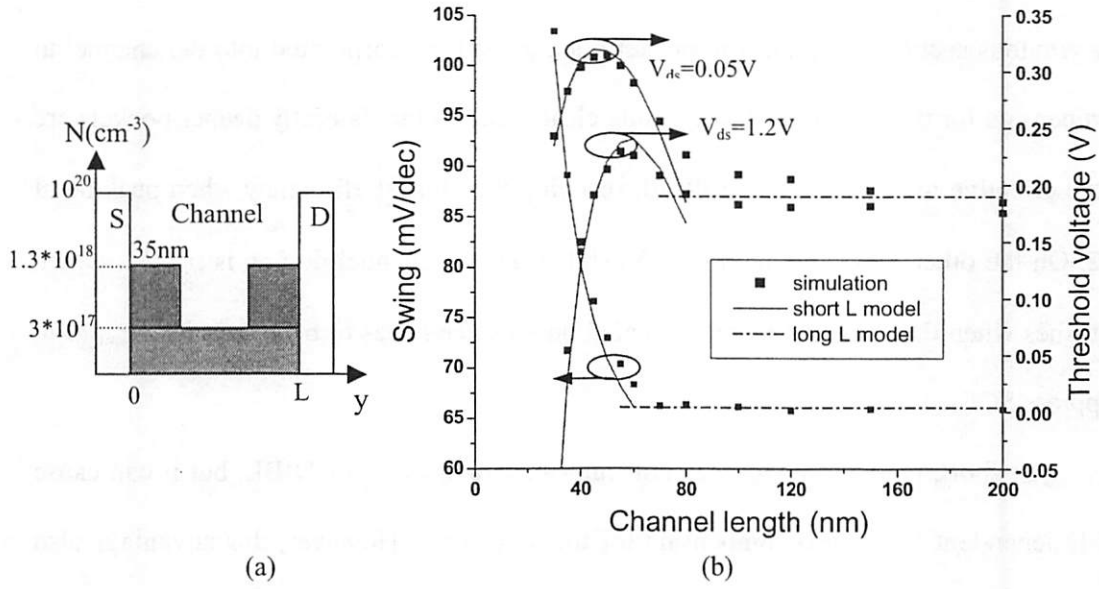 N(cm⁻³)
10²⁰
S
Channel
D
35nm
1.3*10¹⁸
3*10¹⁷
0
L
y
(a)
105
100
95
90
85
80
75
70
65
60
Swing (mV/dec)
0
40
80
120
160
200
Channel length (nm)
0.35
0.30
0.25
0.20
0.15
0.10
0.05
0.00
-0.05
Threshold voltage (V)
V_ds=0.05V
V_ds=1.2V
simulation
short L model
long L model
(b)